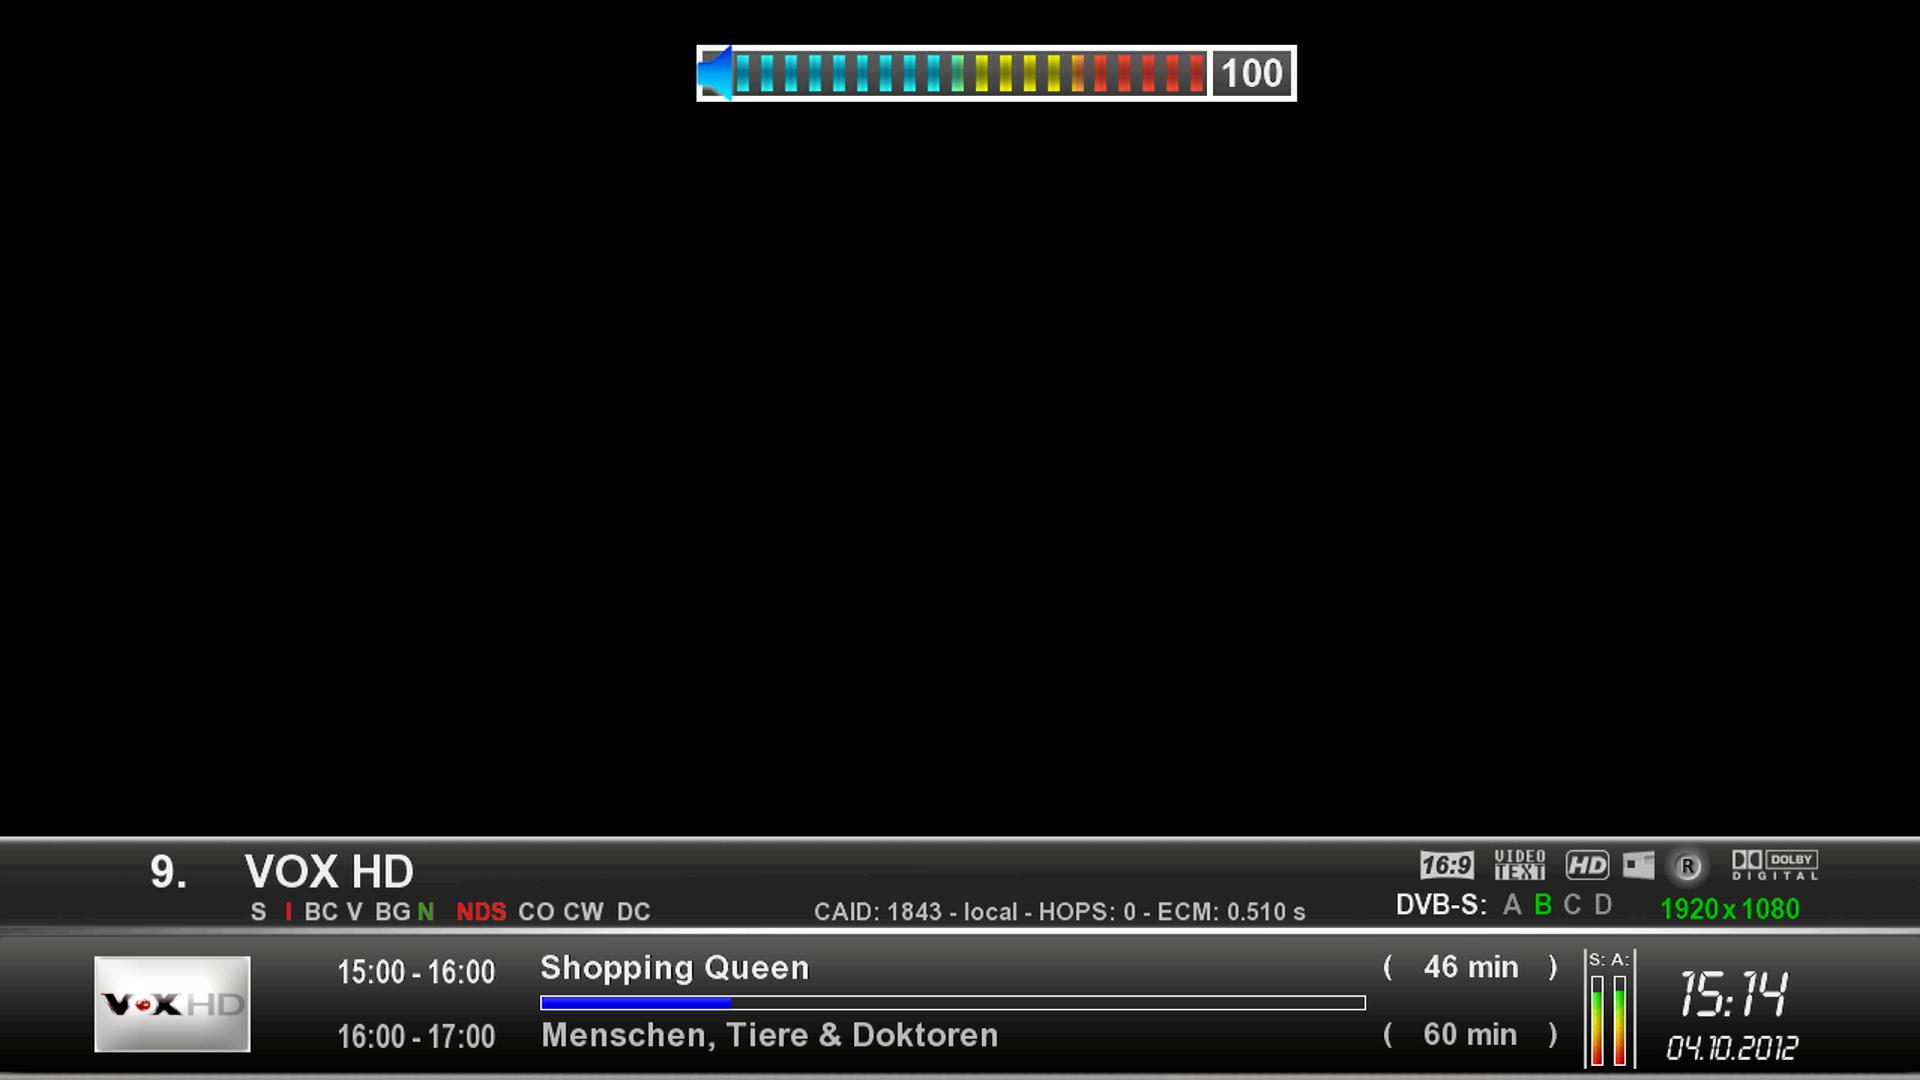 100
9. VOX HD
16:9 VIDEO TEXT HD R DOLBY DIGITAL
S I BC V BG N NDS CO CW DC
CAID: 1843 - local - HOPS: 0 - ECM: 0.510 s
DVB-S: A B C D
1920x1080
VOX HD
15:00 - 16:00 Shopping Queen ( 46 min )
16:00 - 17:00 Menschen, Tiere & Doktoren ( 60 min )
S: A:
15:14
04.10.2012